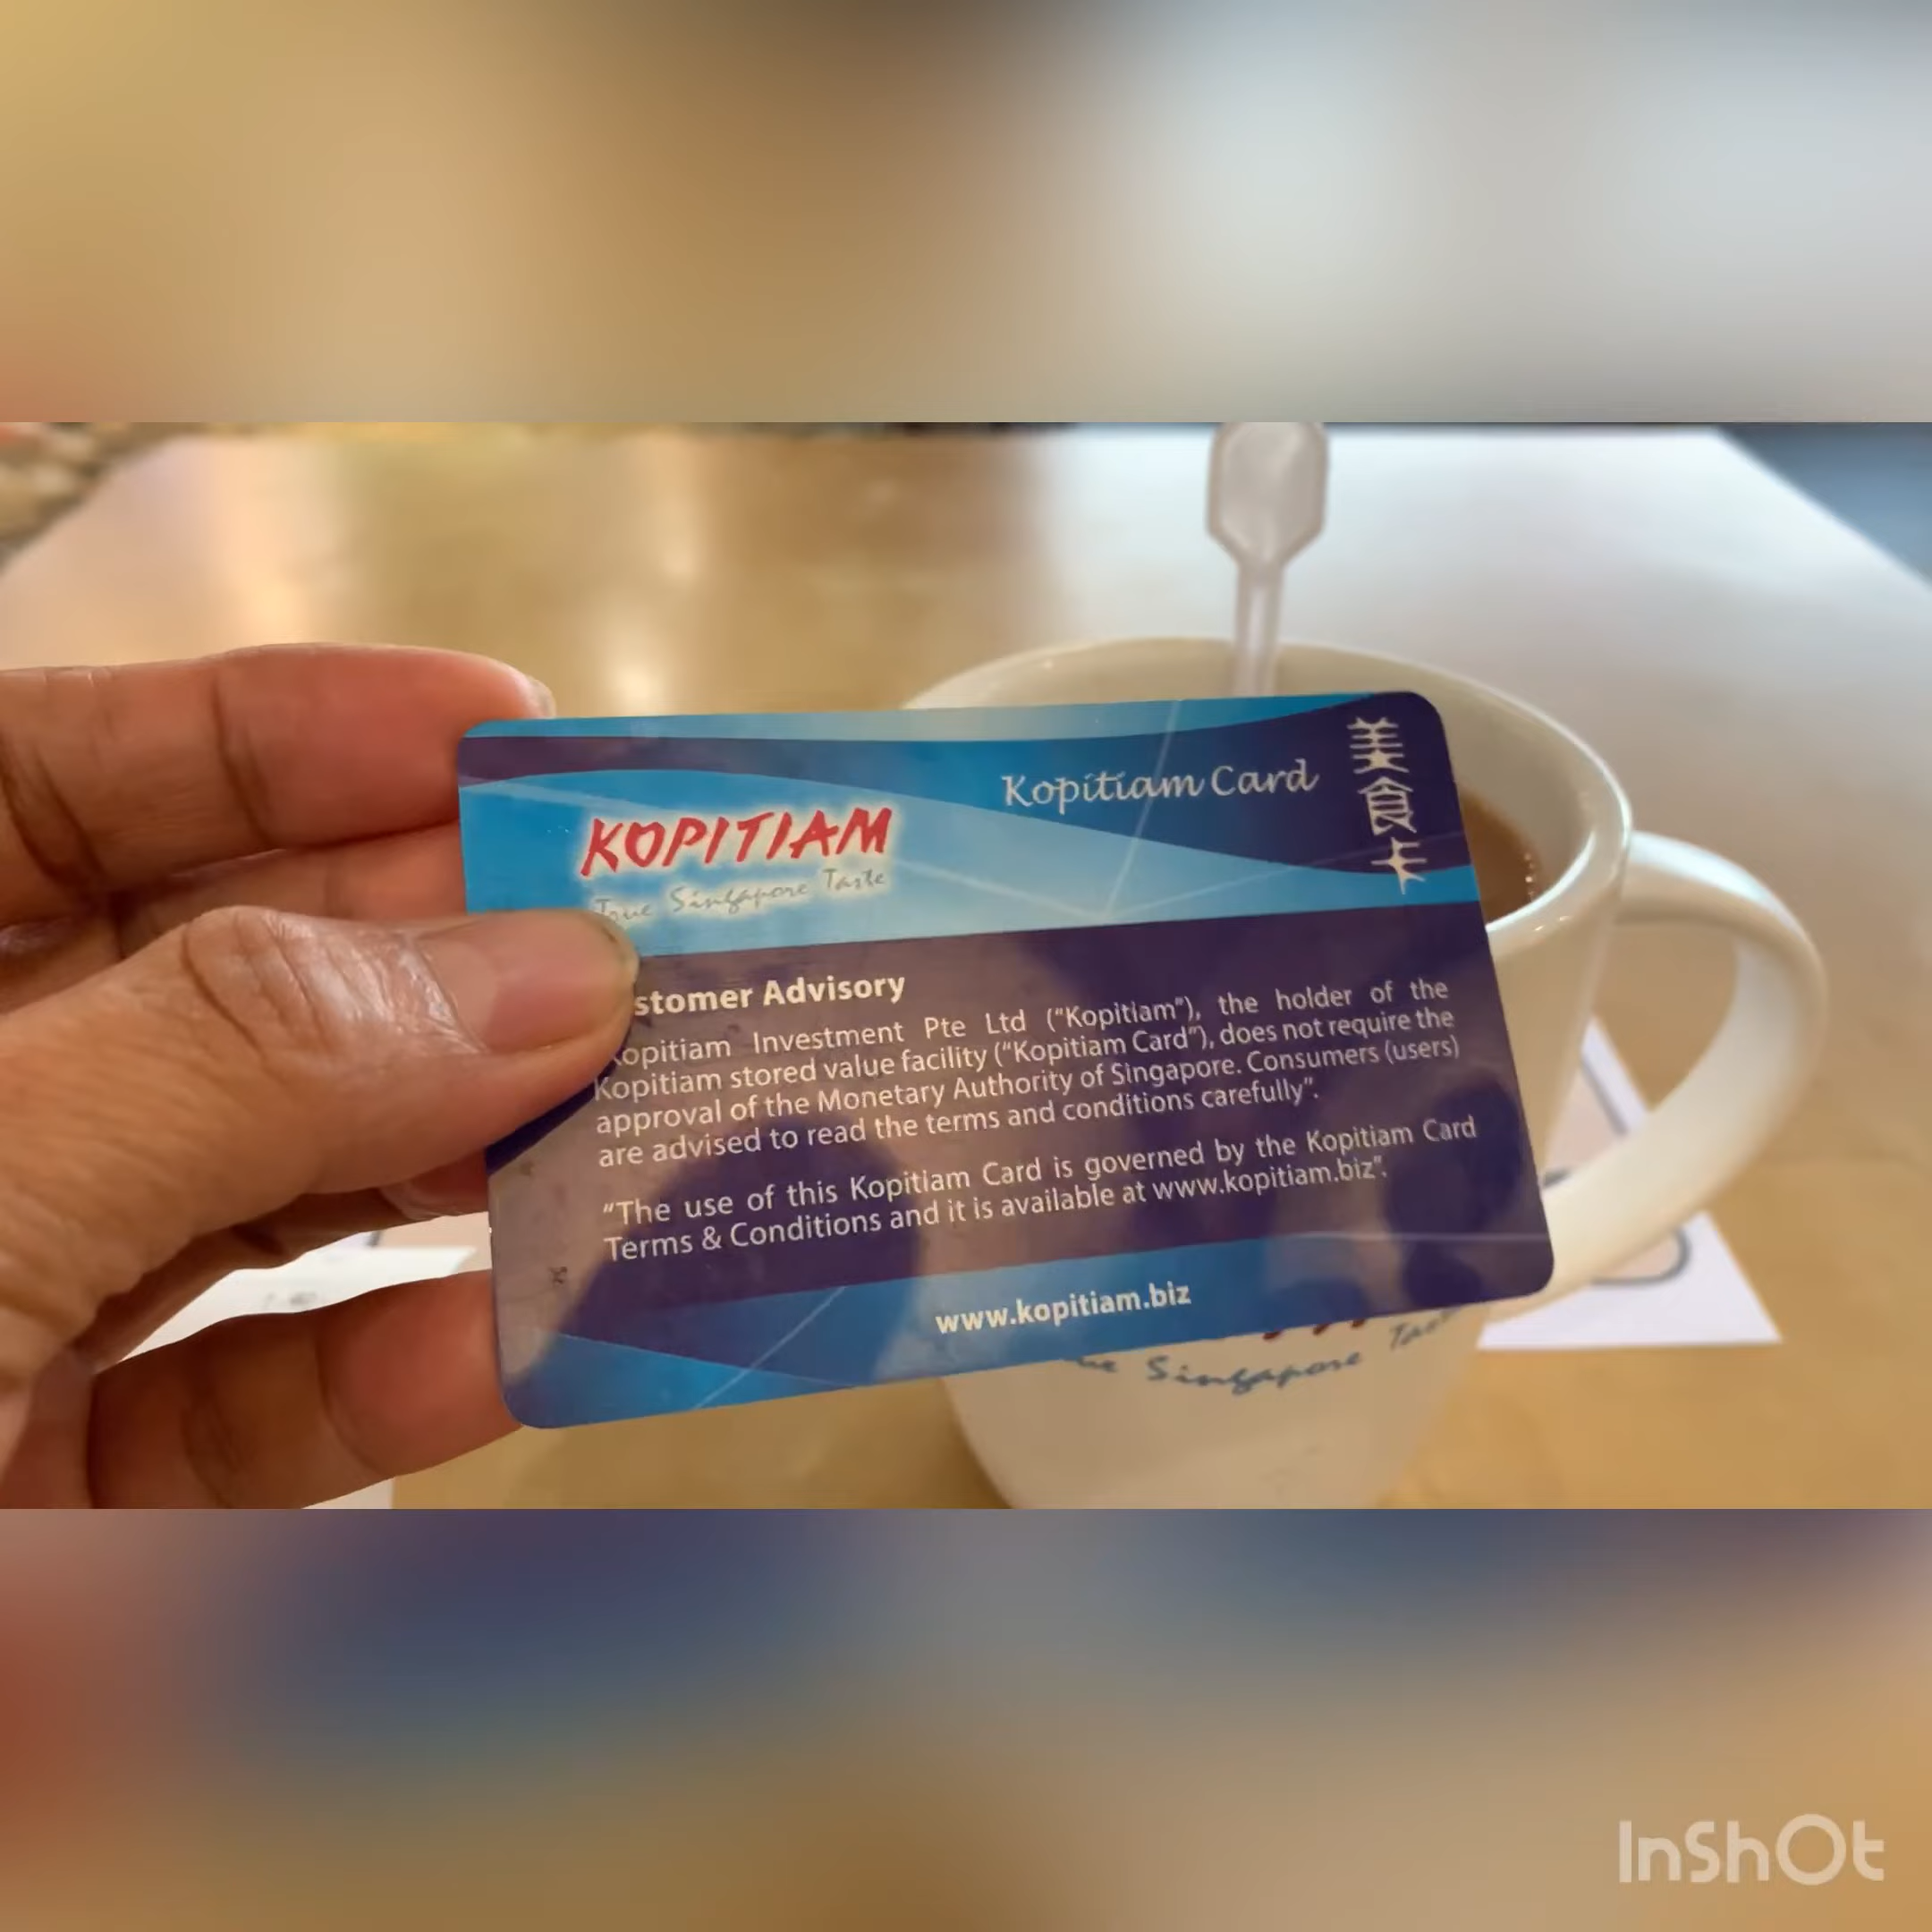 Kopitiam Card
美食卡
KOPITIAM
True Singapore Taste
stomer Advisory
Kopitiam Investment Pte Ltd ("Kopitiam"), the holder of the
Kopitiam stored value facility ("Kopitiam Card"), does not require the
approval of the Monetary Authority of Singapore. Consumers (users)
are advised to read the terms and conditions carefully".
"The use of this Kopitiam Card is governed by the Kopitiam Card
Terms & Conditions and it is available at www.kopitiam.biz".
www.kopitiam.biz
Singapore
InShOt